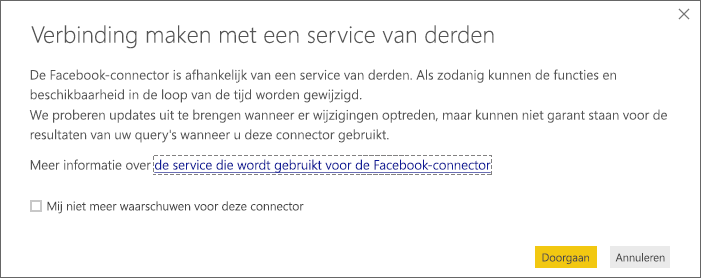 Verbinding maken met een service van derden
De Facebook-connector is afhankelijk van een service van derden. Als zodanig kunnen de functies en
beschikbaarheid in de loop van de tijd worden gewijzigd.
We proberen updates uit te brengen wanneer er wijzigingen optreden, maar kunnen niet garant staan voor de
resultaten van uw query's wanneer u deze connector gebruikt.
Meer informatie over de service die wordt gebruikt voor de Facebook-connector
Mij niet meer waarschuwen voor deze connector
Doorgaan Annuleren